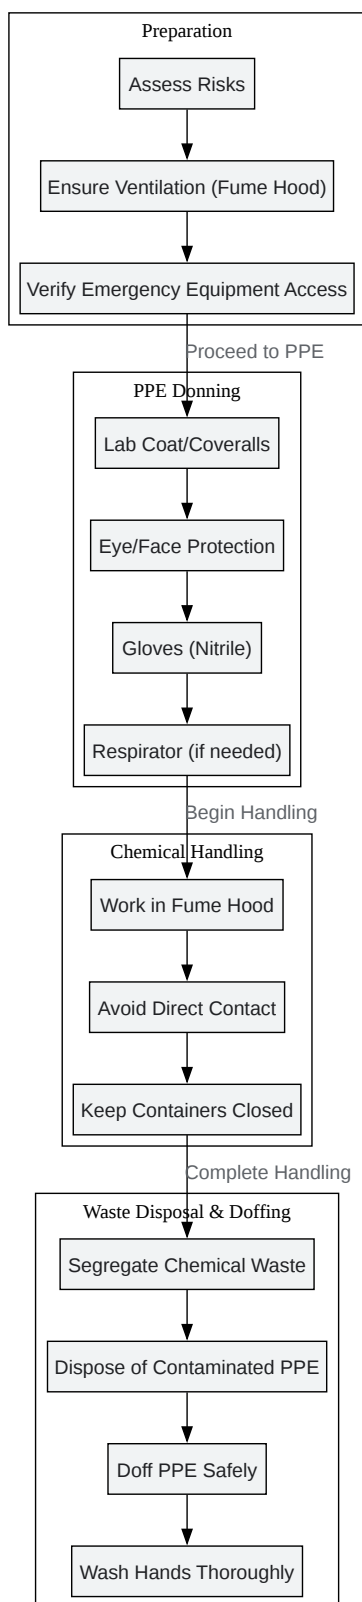 Preparation
Assess Risks
Ensure Ventilation (Fume Hood)
Verify Emergency Equipment Access
Proceed to PPE
PPE Donning
Lab Coat/Coveralls
Eye/Face Protection
Gloves (Nitrile)
Respirator (if needed)
Begin Handling
Chemical Handling
Work in Fume Hood
Avoid Direct Contact
Keep Containers Closed
Complete Handling
Waste Disposal & Doffing
Segregate Chemical Waste
Dispose of Contaminated PPE
Doff PPE Safely
Wash Hands Thoroughly